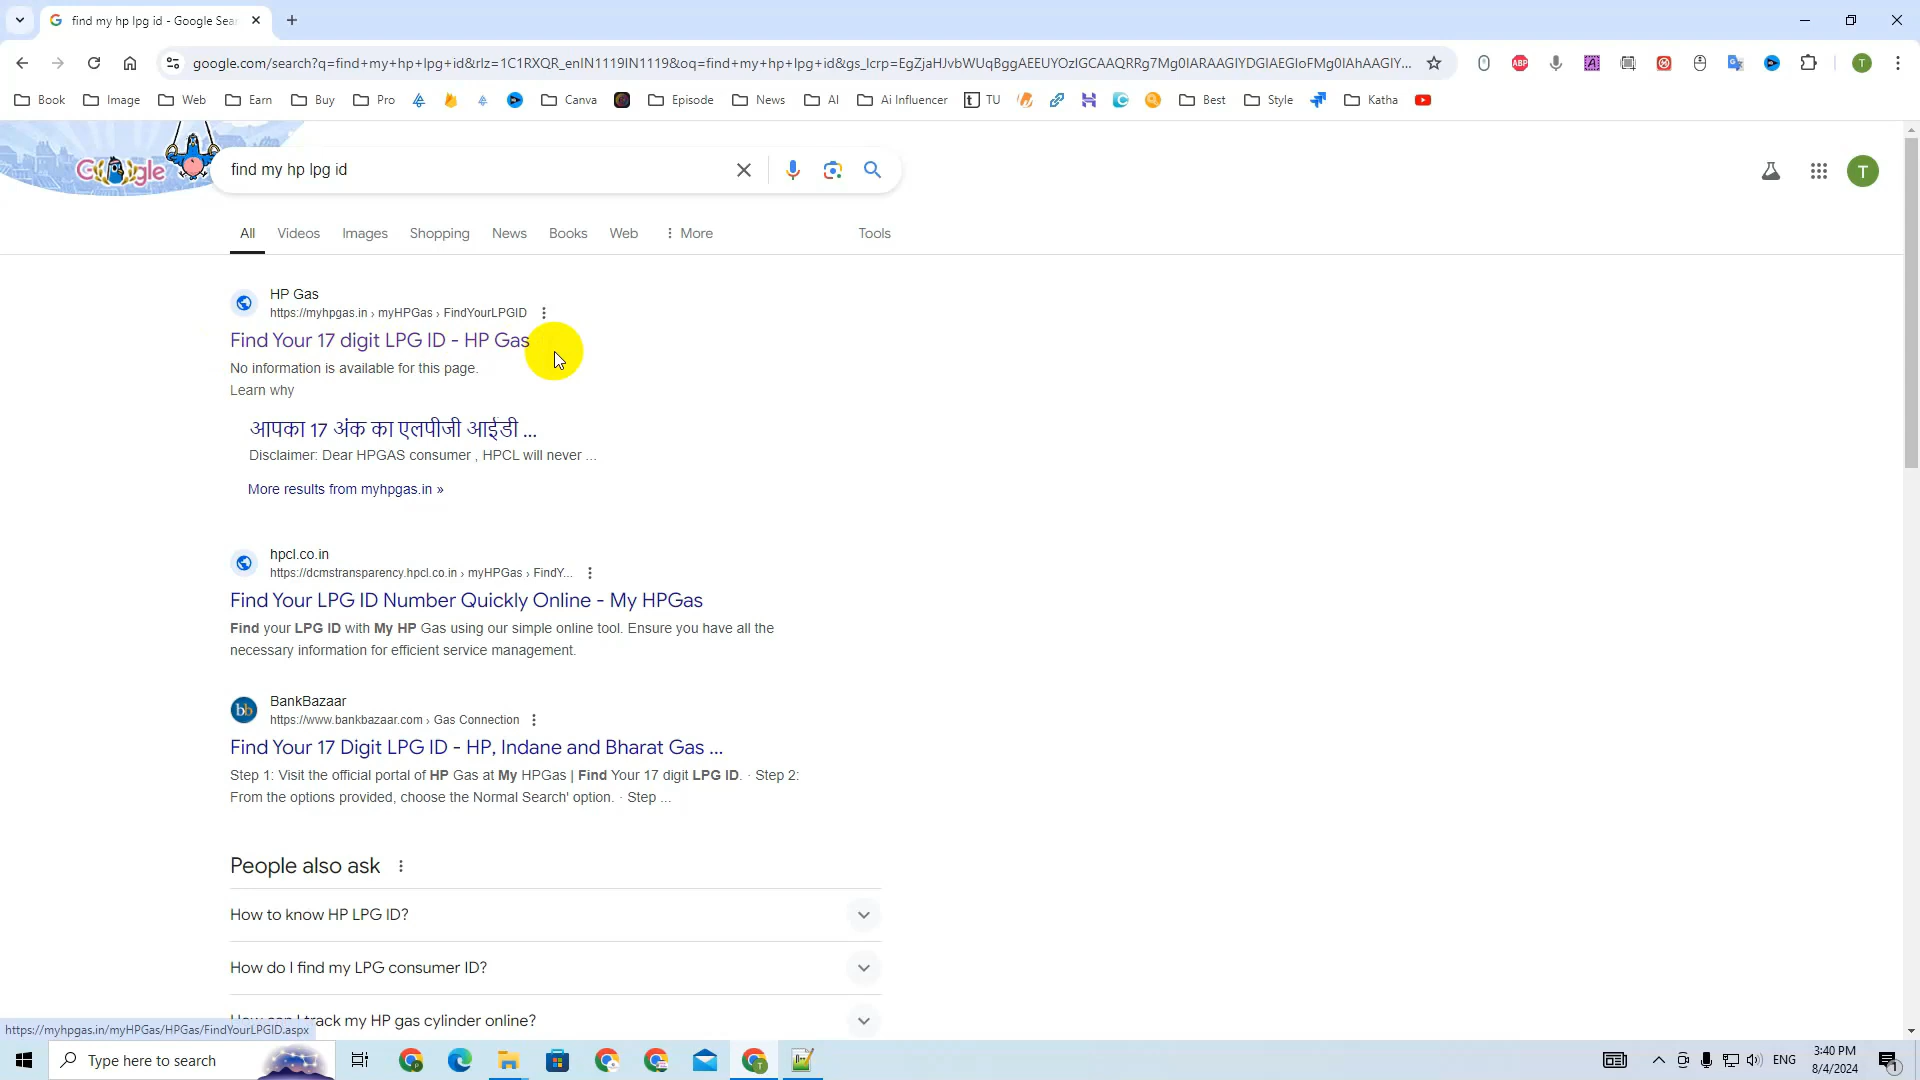 find my hp lpg id - Google Sear
google.com/search?q=find+my+hp+lpg+id&rlz=1C1RXQR_enIN1119IN1119&oq=find+my+hp+lpg+id&gs_lcrp=EgZjaHJvbWUqBggAEEUYOzIGCAAQRRg7Mg0IARAAGIYDGIAEGIoFMg0IAhAAGIY...
Book Image Web Earn Buy Pro Canva Episode News AI Ai Influencer TU Best Style Katha
Google
find my hp lpg id
T
All Videos Images Shopping News Books Web More Tools
HP Gas
https://myhpgas.in › myHPGas › FindYourLPGID
Find Your 17 digit LPG ID - HP Gas
No information is available for this page.
Learn why
आपका 17 अंक का एलपीजी आईडी ...
Disclaimer: Dear HPGAS consumer , HPCL will never ...
More results from myhpgas.in »
hpcl.co.in
https://dcmstransparency.hpcl.co.in › myHPGas › FindY...
Find Your LPG ID Number Quickly Online - My HPGas
Find your LPG ID with My HP Gas using our simple online tool. Ensure you have all the
necessary information for efficient service management.
BankBazaar
https://www.bankbazaar.com › Gas Connection
Find Your 17 Digit LPG ID - HP, Indane and Bharat Gas ...
Step 1: Visit the official portal of HP Gas at My HPGas | Find Your 17 digit LPG ID. · Step 2:
From the options provided, choose the Normal Search' option. · Step ...
People also ask
How to know HP LPG ID?
How do I find my LPG consumer ID?
How can I track my HP gas cylinder online?
https://myhpgas.in/myHPGas/HPGas/FindYourLPGID.aspx
Type here to search
ENG
3:40 PM
8/4/2024